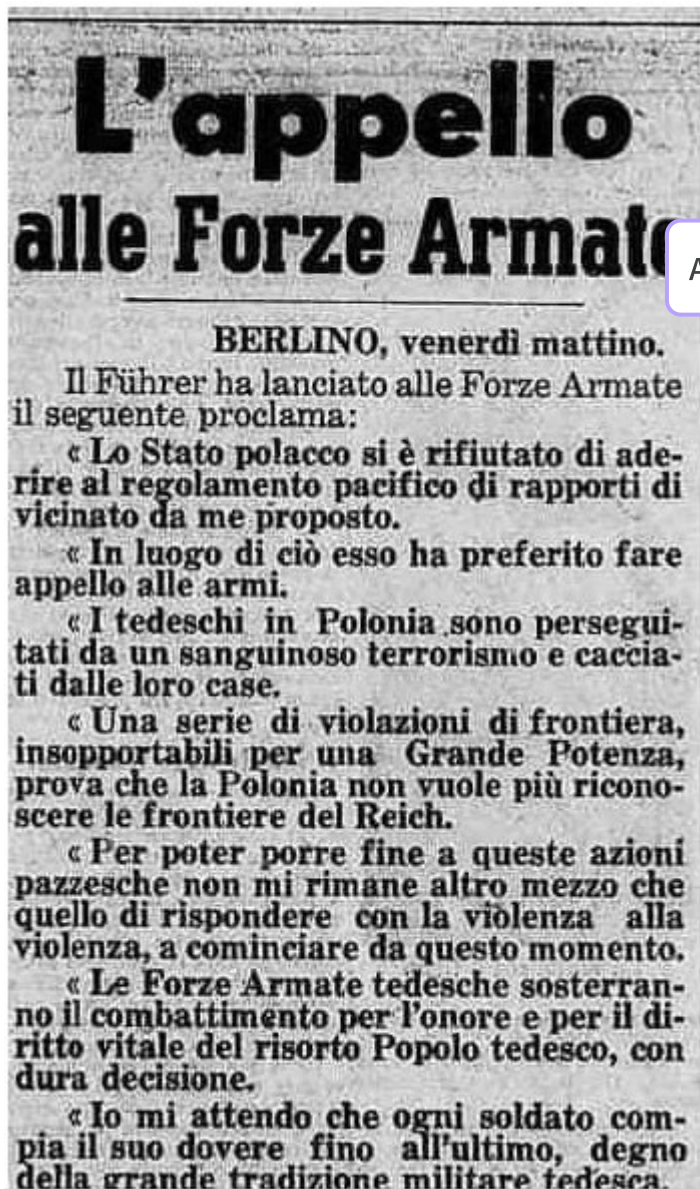 L'appello
alle Forze Armate
A
BERLINO, venerdì mattino.
Il Führer ha lanciato alle Forze Armate
il seguente proclama:
« Lo Stato polacco si è rifiutato di ade-
rire al regolamento pacifico di rapporti di
vicinato da me proposto.
« In luogo di ciò esso ha preferito fare
appello alle armi.
« I tedeschi in Polonia sono persegui-
tati da un sanguinoso terrorismo e caccia-
ti dalle loro case.
« Una serie di violazioni di frontiera,
insopportabili per una Grande Potenza,
prova che la Polonia non vuole più ricono-
scere le frontiere del Reich.
« Per poter porre fine a queste azioni
pazzesche non mi rimane altro mezzo che
quello di rispondere con la violenza alla
violenza, a cominciare da questo momento.
« Le Forze Armate tedesche sosterran-
no il combattimento per l'onore e per il di-
ritto vitale del risorto Popolo tedesco, con
dura decisione.
« Io mi attendo che ogni soldato com-
pia il suo dovere fino all'ultimo, degno
della grande tradizione militare tedesca.